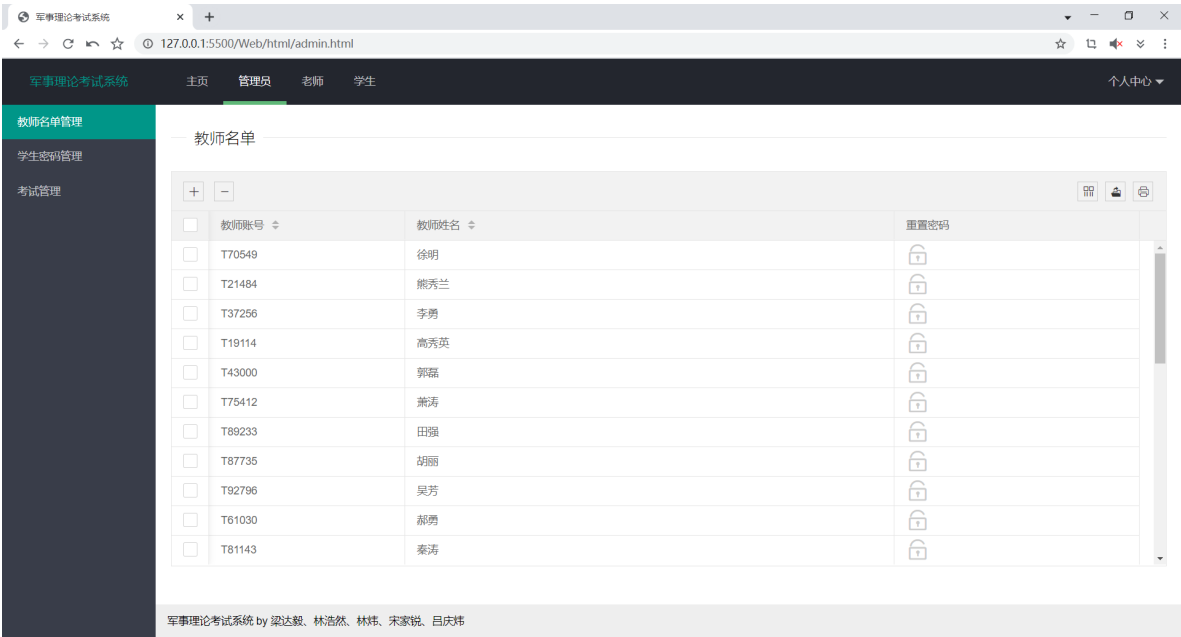 军事理论考试系统
127.0.0.1:5500/Web/html/admin.html
军事理论考试系统 主页 管理员 老师 学生 个人中心
教师名单管理
学生密码管理
考试管理
教师名单
教师账号 教师姓名 重置密码
T70549 徐明
T21484 熊秀兰
T37256 李勇
T19114 高秀英
T43000 郭磊
T75412 萧涛
T89233 田强
T87735 胡丽
T92796 吴芳
T61030 郝勇
T81143 秦涛
军事理论考试系统 by 梁达毅、林浩然、林炜、宋家锐、吕庆炜